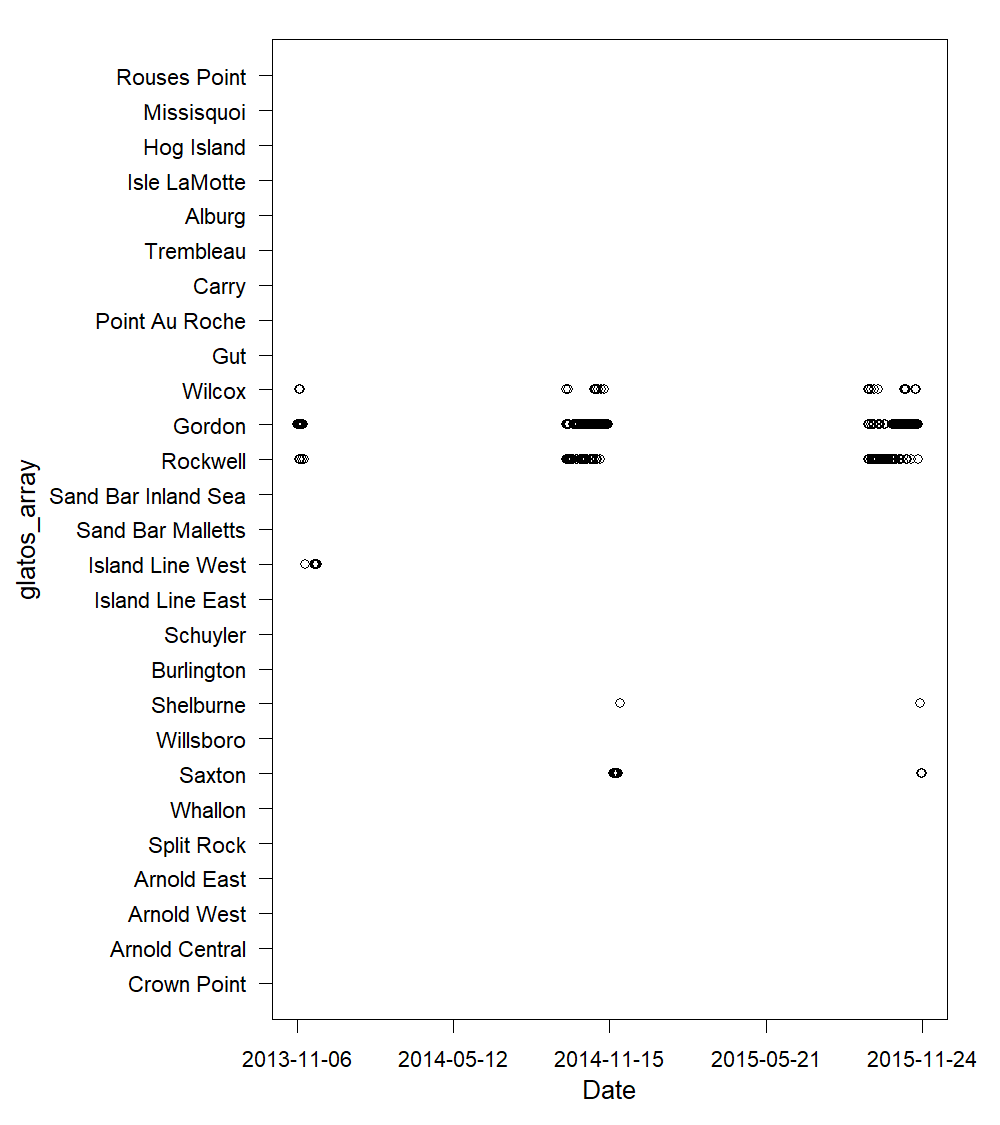 Rouses Point
Missisquoi
Hog Island
Isle LaMotte
Alburg
Trembleau
Carry
Point Au Roche
Gut
Wilcox
Gordon
Rockwell
Sand Bar Inland Sea
Sand Bar Malletts
Island Line West
Island Line East
Schuyler
Burlington
Shelburne
Willsboro
Saxton
Whallon
Split Rock
Arnold East
Arnold West
Arnold Central
Crown Point
glatos_array
2013-11-06 2014-05-12 2014-11-15 2015-05-21 2015-11-24
Date